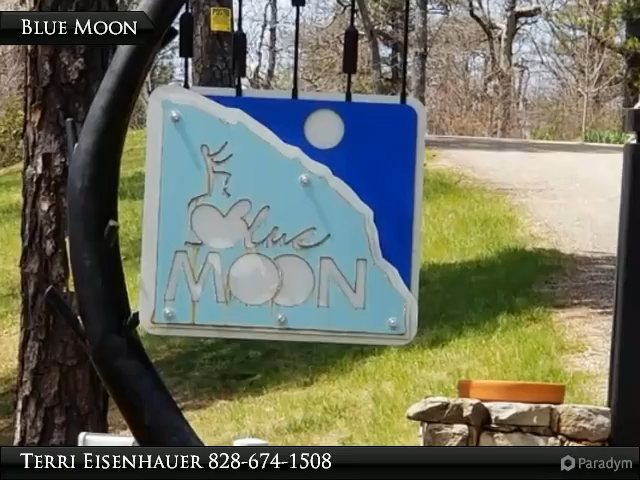 BLUE MOON
Blue
MOON
TERRI EISENHAUER 828-674-1508
Paradym